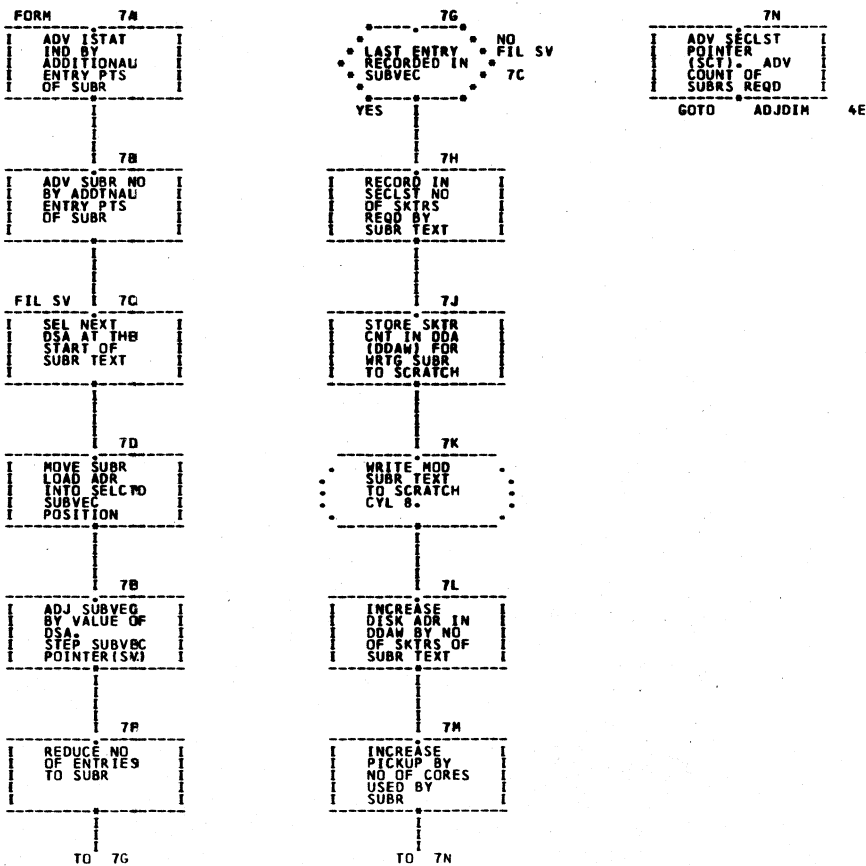 FORM 7A
ADV ISTAT
IND BY
ADDITIONAL
ENTRY PTS
OF SUBR
7B
ADV SUBR NO
BY ADDTNAL
ENTRY PTS
OF SUBR
FIL SV 7C
SEL NEXT
DSA AT THE
START OF
SUBR TEXT
7D
MOVE SUBR
LOAD ADR
INTO SELCTD
SUBVEC
POSITION
7E
ADJ SUBVEC
BY VALUE OF
DSA.
STEP SUBVEC
POINTER(SV)
7F
REDUCE NO
OF ENTRIES
TO SUBR
TO 7G
7G
LAST ENTRY
RECORDED IN
SUBVEC
NO
FIL SV
7C
YES
7H
RECORD IN
SECLST NO
OF SKTRS
REQD BY
SUBR TEXT
7J
STORE SKTR
CNT IN DDA
(DDAW) FOR
WRTG SUBR
TO SCRATCH
7K
WRITE MOD
SUBR TEXT
TO SCRATCH
CYL 8.
7L
INCREASE
DISK ADR IN
DDAW BY NO
OF SKTRS OF
SUBR TEXT
7M
INCREASE
PICKUP BY
NO OF CORES
USED BY
SUBR
TO 7N
7N
ADV SECLST
POINTER
(SCT). ADV
COUNT OF
SUBRS REQD
GOTO ADJDIM 4E